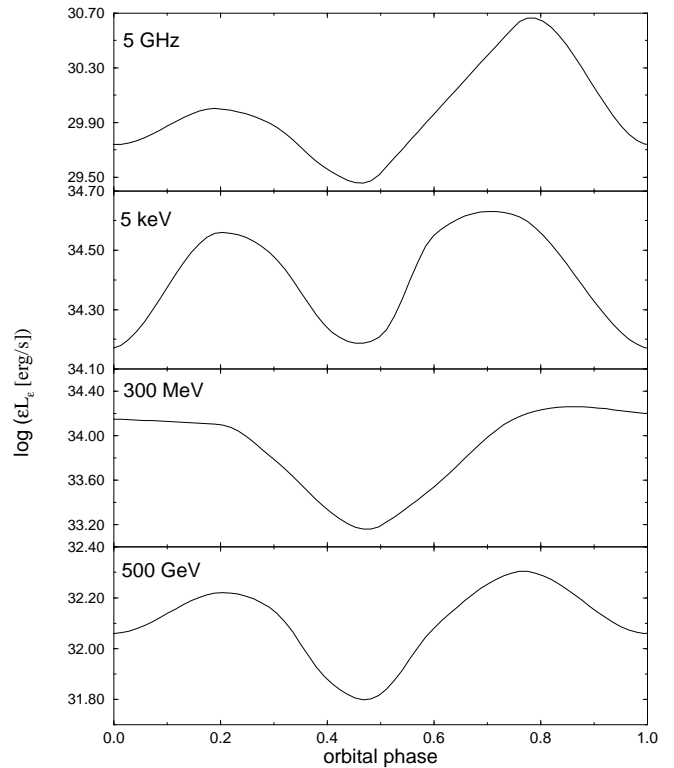 30.70
5 GHz
30.30
29.90
29.50
34.70
5 keV
34.50
34.30
34.10
log (εL_ε [erg/s])
34.40
300 MeV
34.00
33.60
33.20
32.40
500 GeV
32.20
32.00
31.80
0.0 0.2 0.4 0.6 0.8 1.0
orbital phase